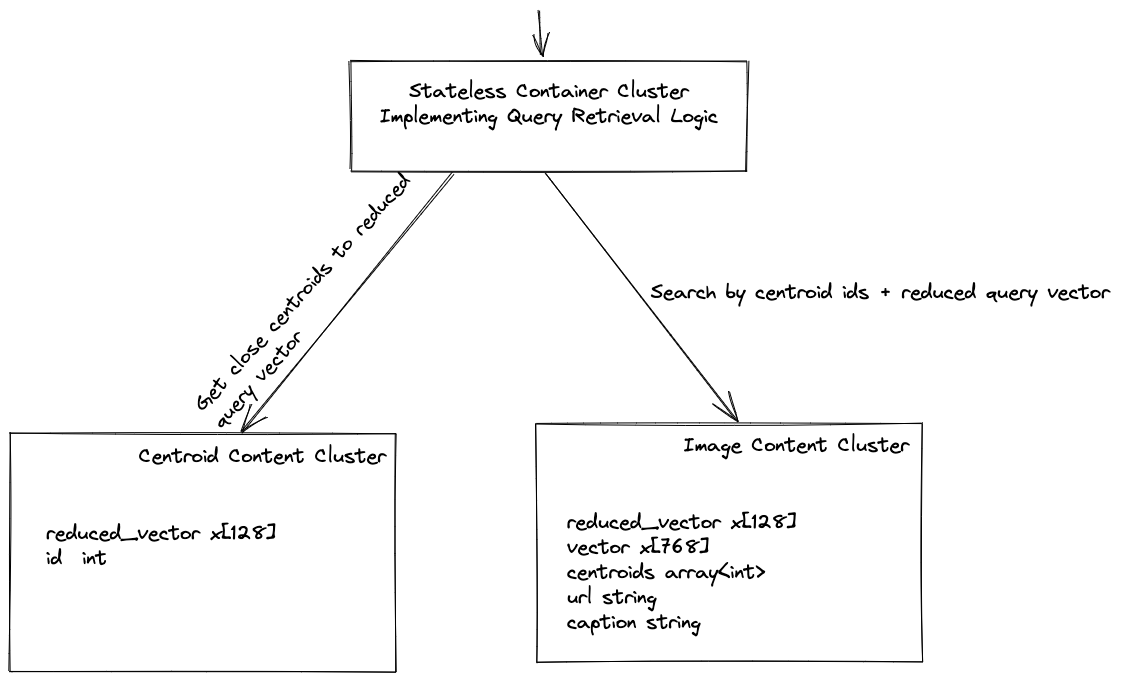 Stateless Container Cluster
Implementing Query Retrieval Logic
Get close centroids to reduced
query vector
Search by centroid ids + reduced query vector
Centroid Content Cluster
reduced_vector x[128]
id int
Image Content Cluster
reduced_vector x[128]
vector x[768]
centroids array<int>
url string
caption string